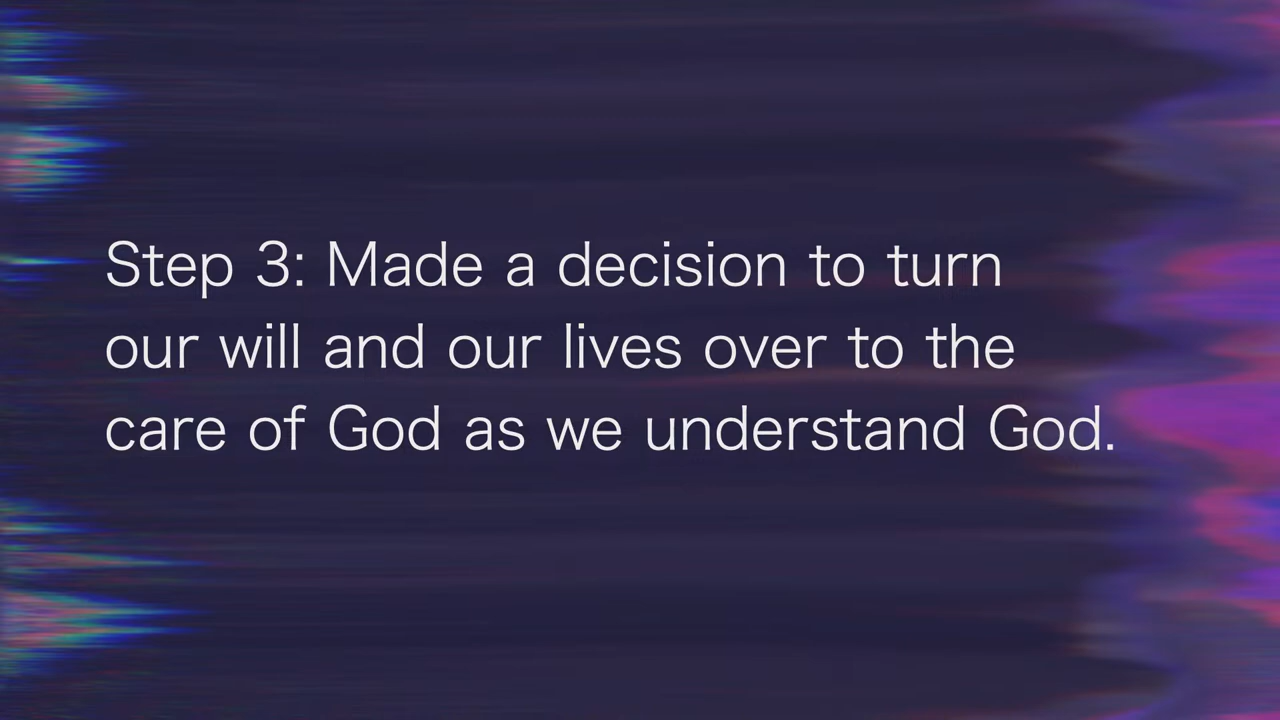 Step 3: Made a decision to turn
our will and our lives over to the
care of God as we understand God.